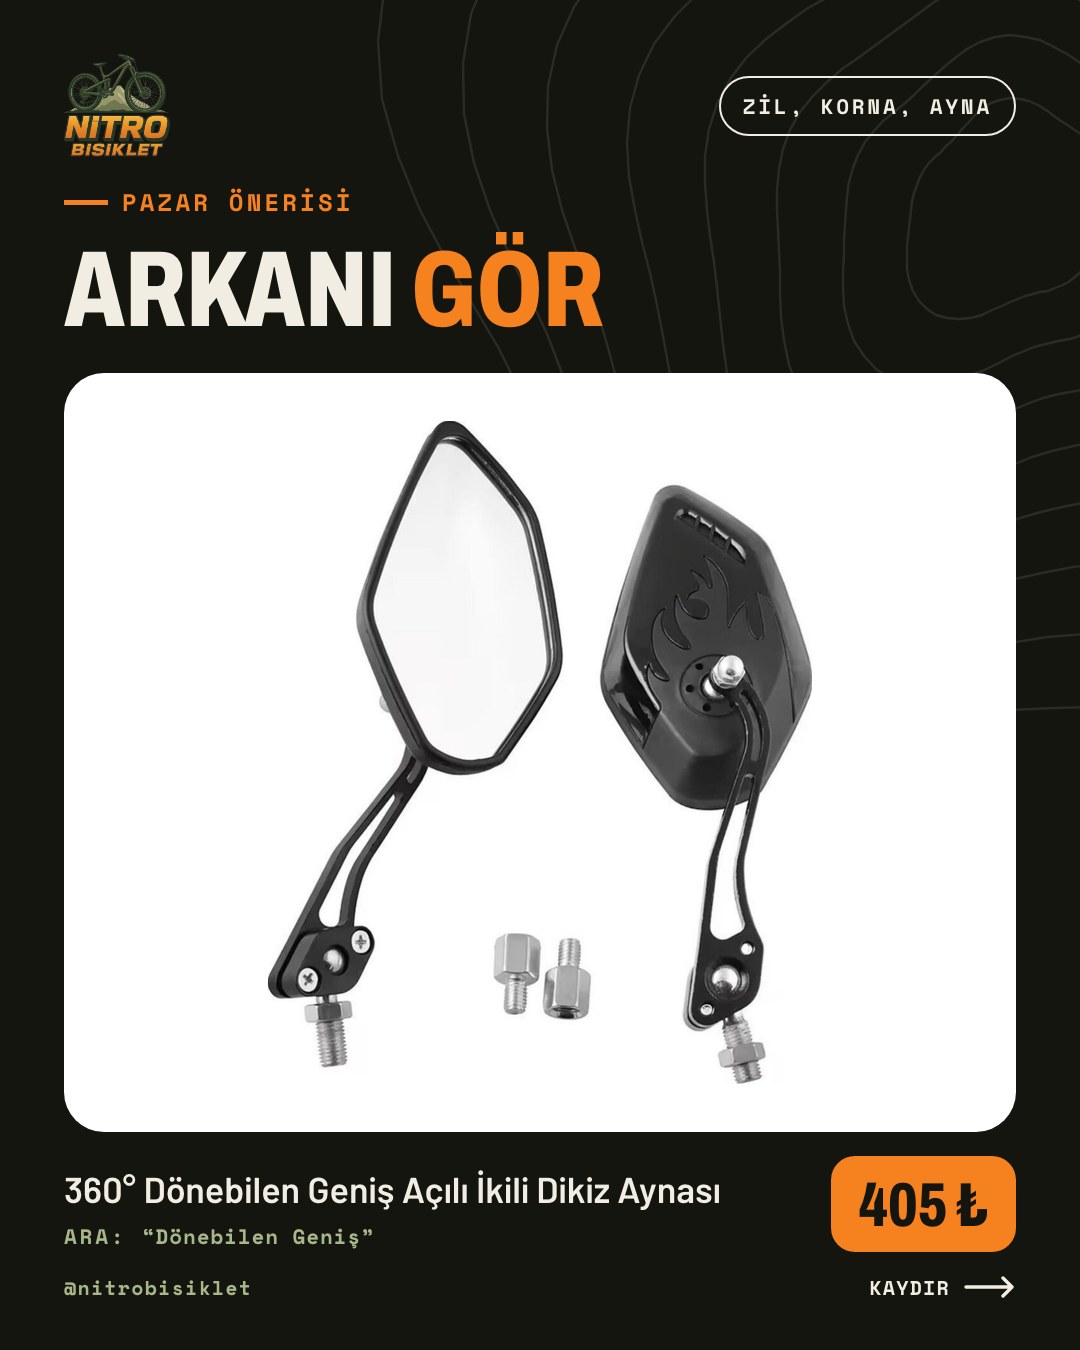 NITRO
BISIKLET
ZİL, KORNA, AYNA
PAZAR ÖNERİSİ
ARKANI GÖR
360° Dönebilen Geniş Açılı İkili Dikiz Aynası
405 ₺
ARA: “Dönebilen Geniş”
@nitrobisiklet
KAYDIR